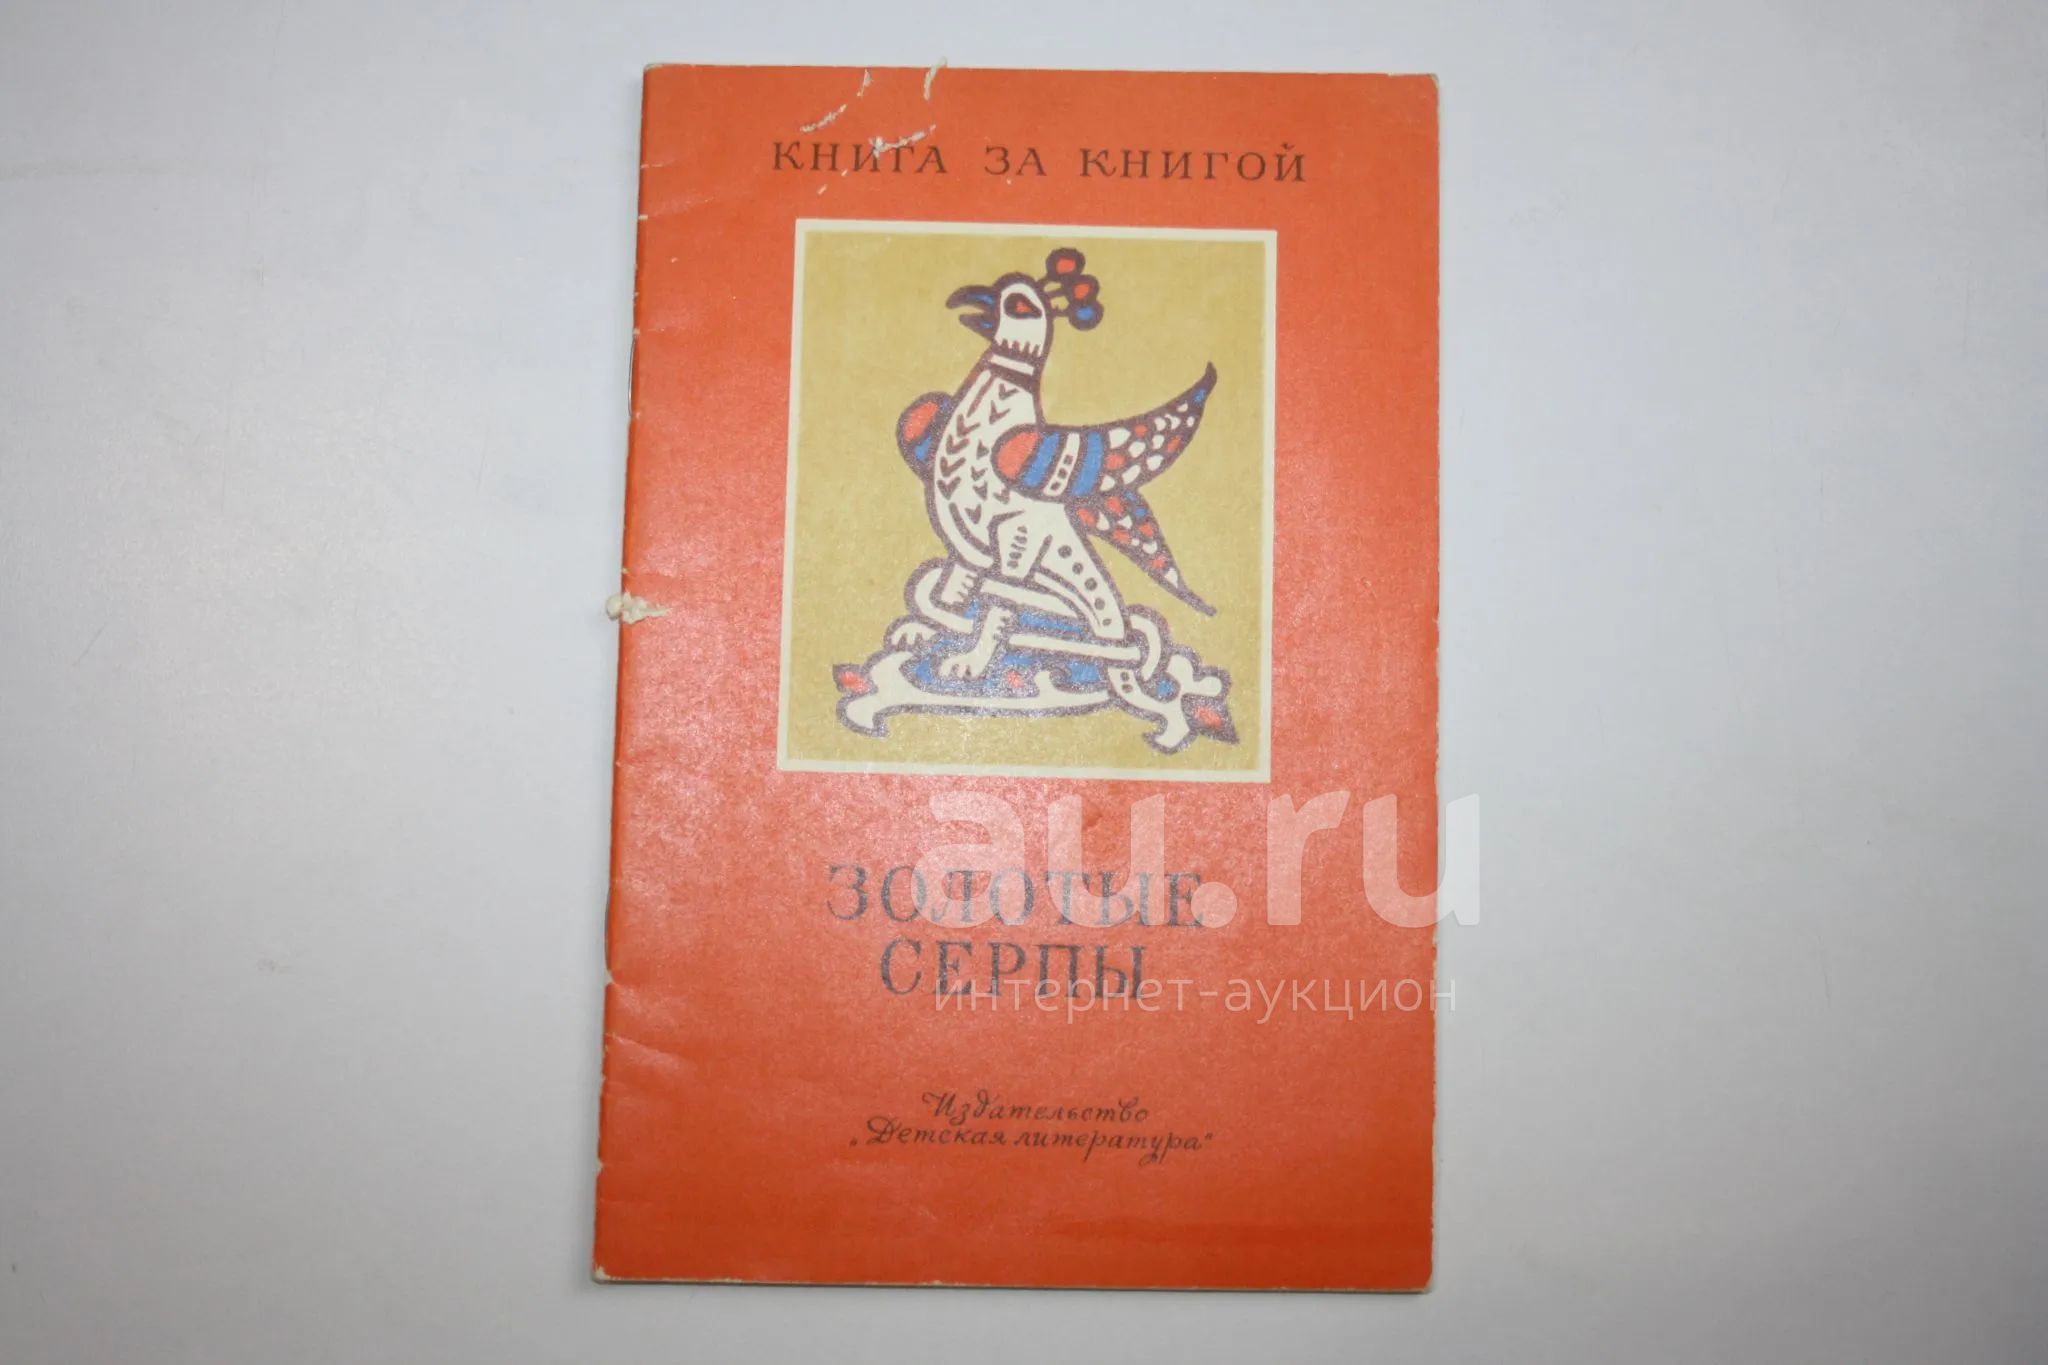 КНИГА ЗА КНИГОЙ
ЗОЛОТЫЕ
СЕРПЫ
au.ru
интернет-аукцион
Издательство
„Детская литература"